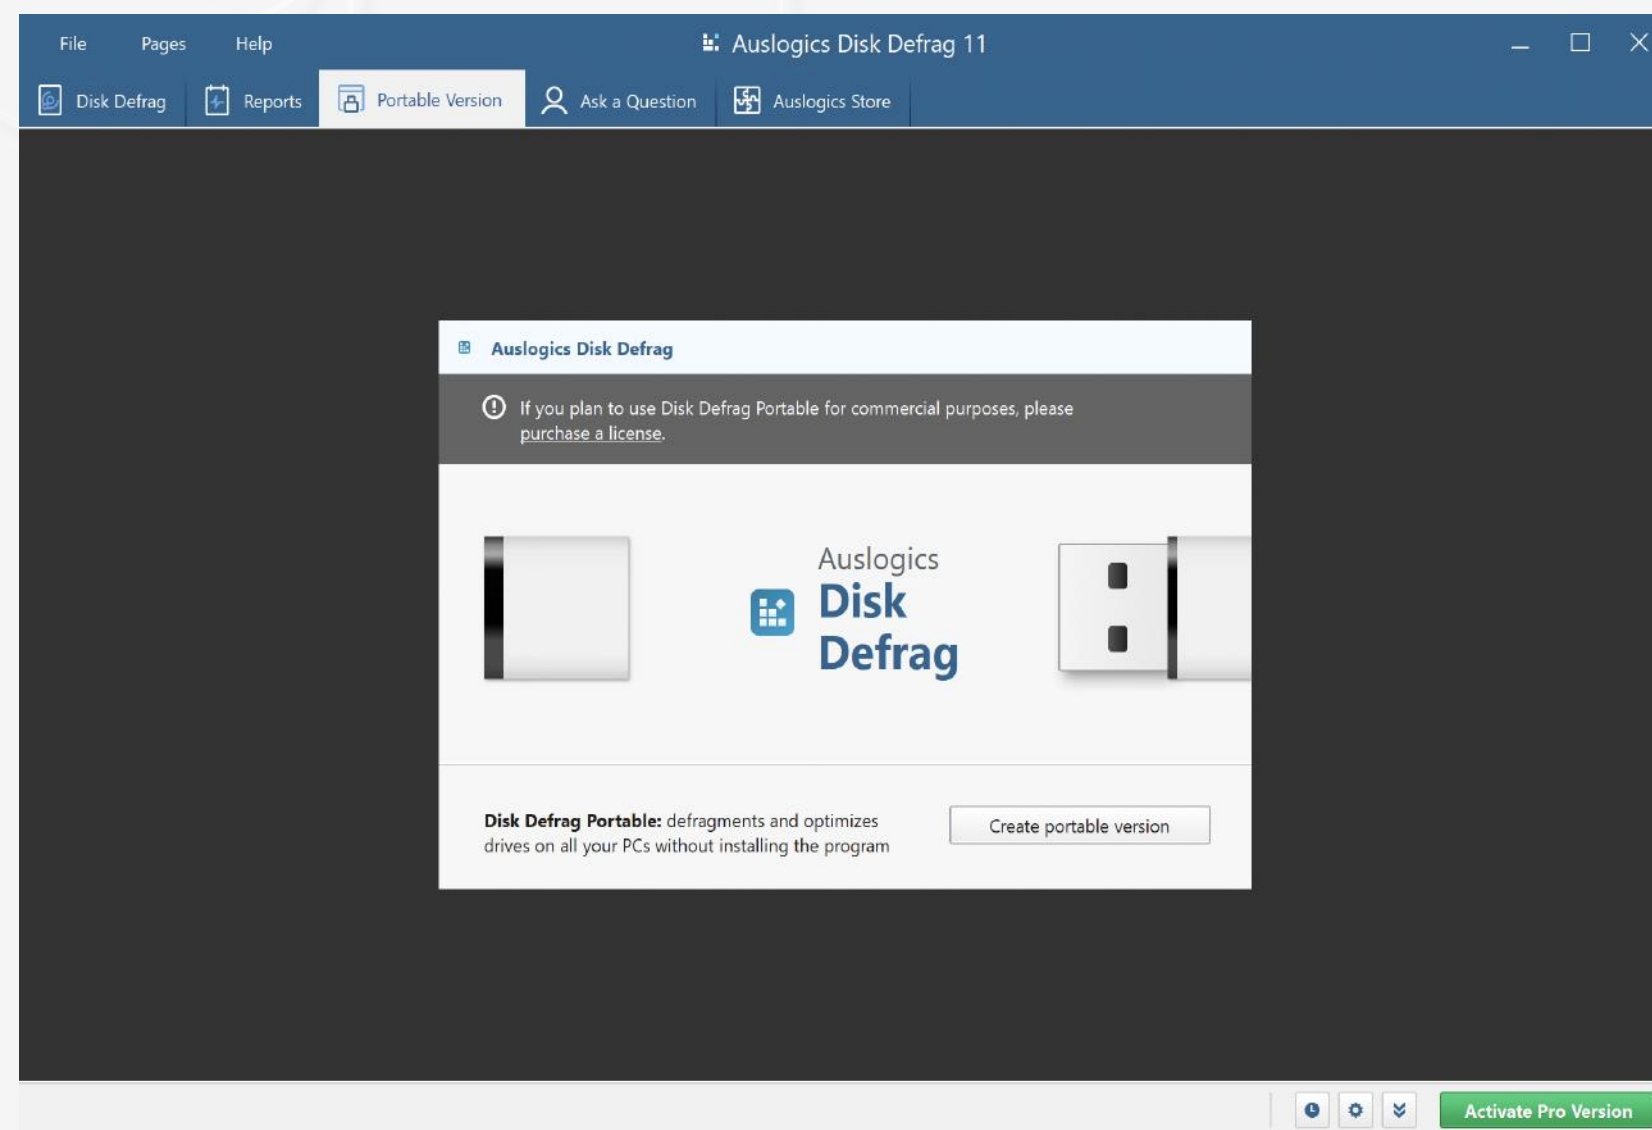 File Pages Help Auslogics Disk Defrag 11
Disk Defrag Reports Portable Version Ask a Question Auslogics Store
Auslogics Disk Defrag
If you plan to use Disk Defrag Portable for commercial purposes, please
purchase a license.
Auslogics
Disk
Defrag
Disk Defrag Portable: defragments and optimizes
drives on all your PCs without installing the program
Create portable version
Activate Pro Version